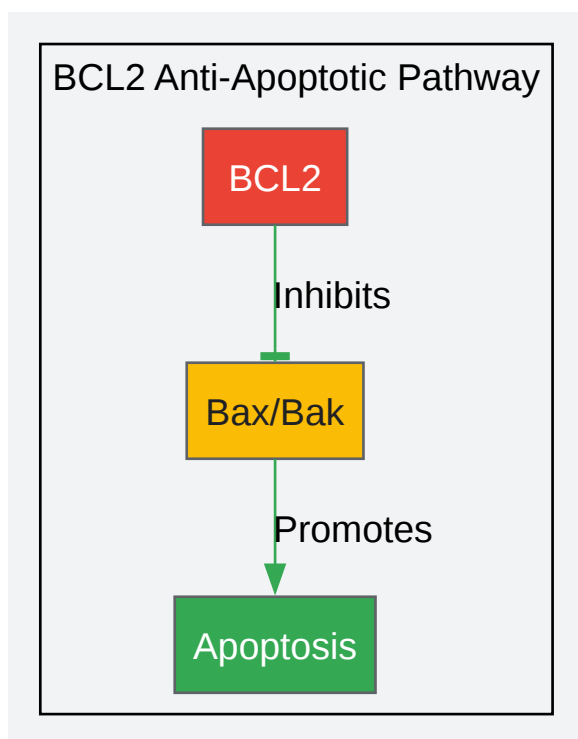 BCL2 Anti-Apoptotic Pathway
BCL2
Inhibits
Bax/Bak
Promotes
Apoptosis